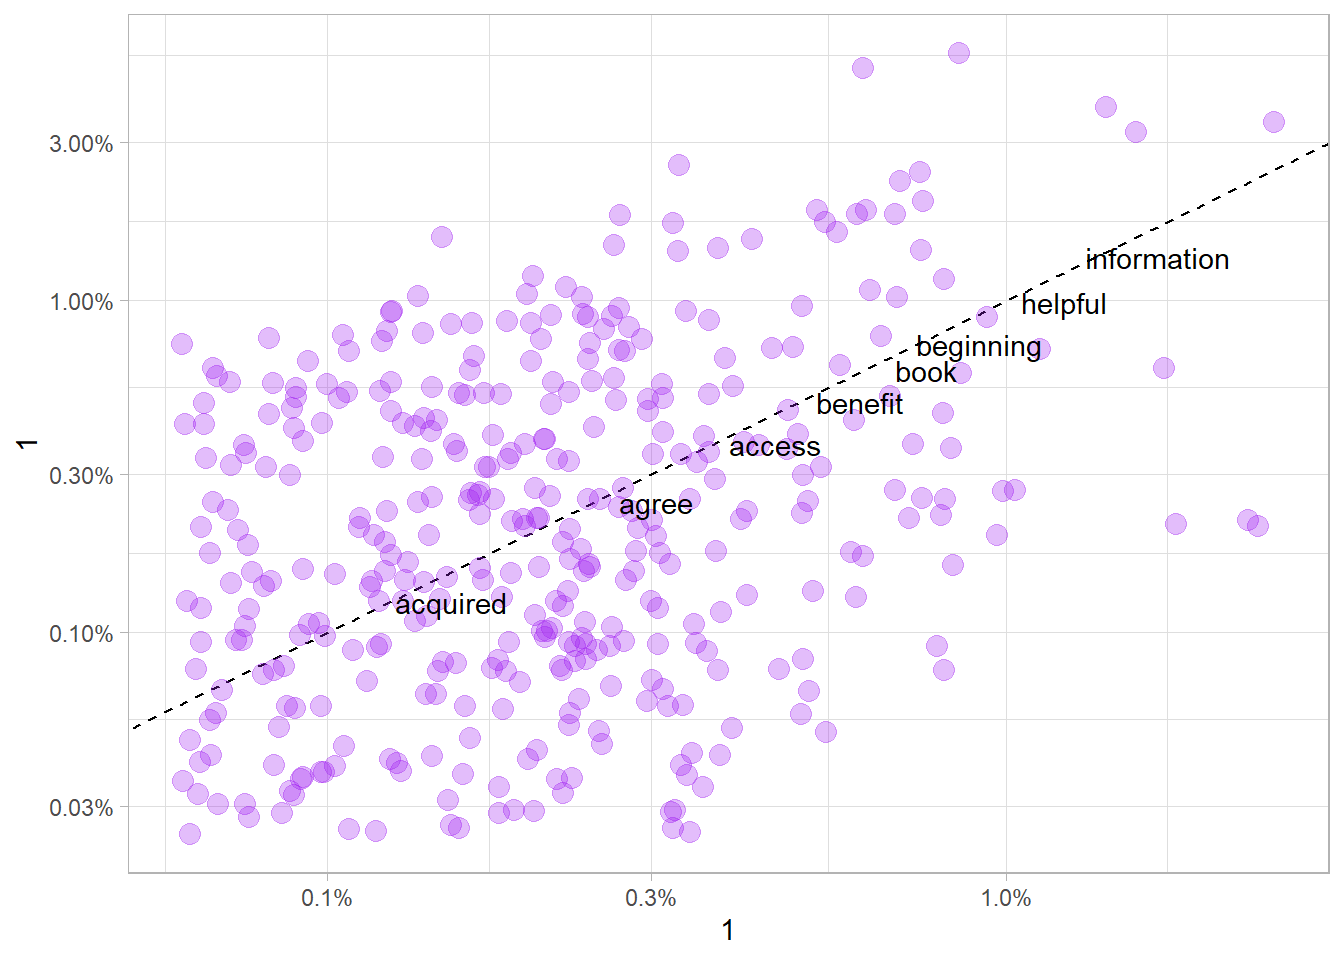 3.00%
information
1.00%
helpful
beginning
book
benefit
1
access
0.30%
agree
acquired
0.10%
0.03%
0.1%
0.3%
1.0%
1